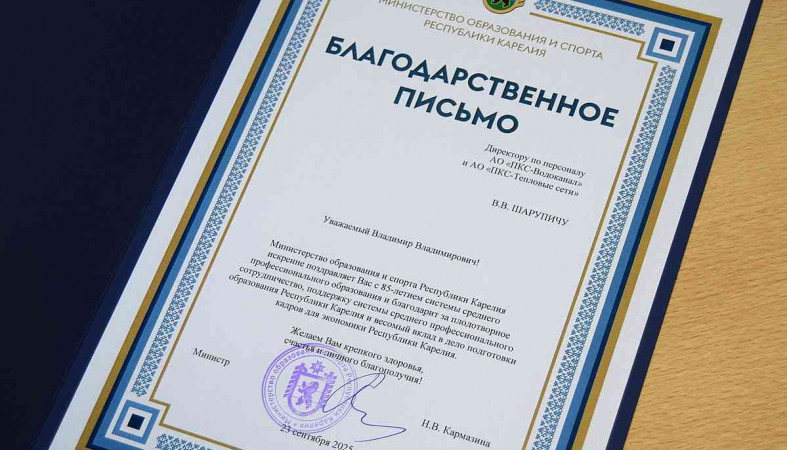 МИНИСТЕРСТВО ОБРАЗОВАНИЯ И СПОРТА
РЕСПУБЛИКИ КАРЕЛИЯ
БЛАГОДАРСТВЕННОЕ
ПИСЬМО
Директору по персоналу
АО «ПКС-Водоканал»
и АО «ПКС-Тепловые сети»
В.В. ШАРУПИЧУ
Уважаемый Владимир Владимирович!
Министерство образования и спорта Республики Карелия
искренне поздравляет Вас с 85-летием системы среднего
профессионального образования и благодарит за плодотворное
сотрудничество, поддержку системы среднего профессионального
образования Республики Карелия и весомый вклад в дело подготовки
кадров для экономики Республики Карелия.
Желаем Вам крепкого здоровья,
счастья и личного благополучия!
Министр
Н.В. Кармазина
23 сентября 2025